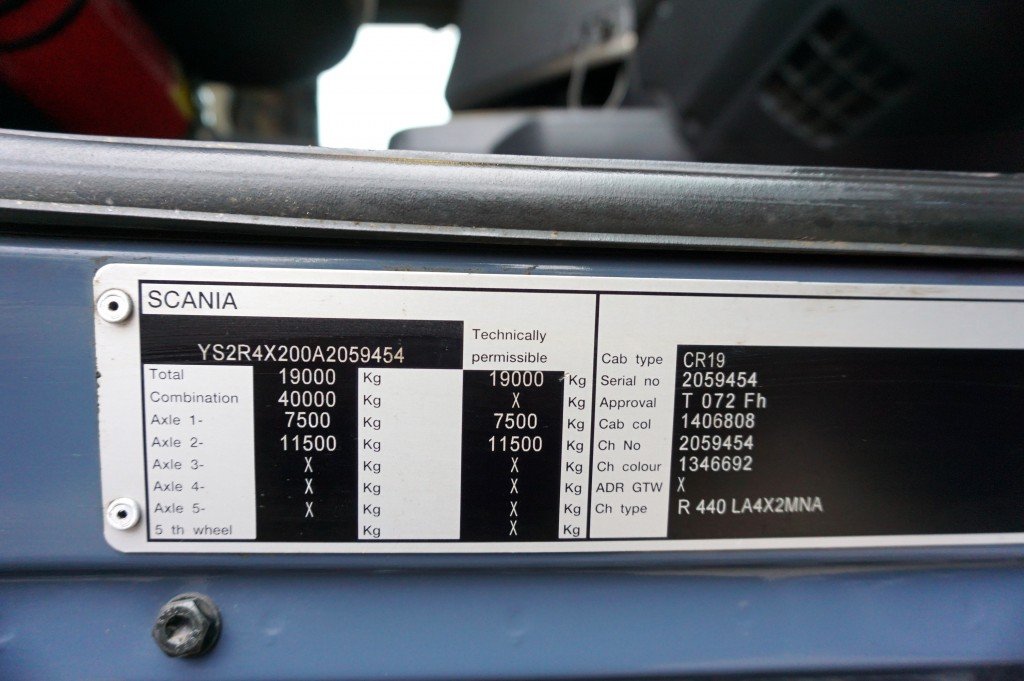 SCANIA
Technically
permissible
YS2R4X200A2059454
Total 19000 Kg 19000 Kg
Combination 40000 Kg X Kg
Axle 1- 7500 Kg 7500 Kg
Axle 2- 11500 Kg 11500 Kg
Axle 3- X Kg X Kg
Axle 4- X Kg X Kg
Axle 5- X Kg X Kg
5 th wheel Kg X Kg
Cab type CR19
Serial no 2059454
Approval T 072 Fh
Cab col 1406808
Ch No 2059454
Ch colour 1346692
ADR GTW X
Ch type R 440 LA4X2MNA